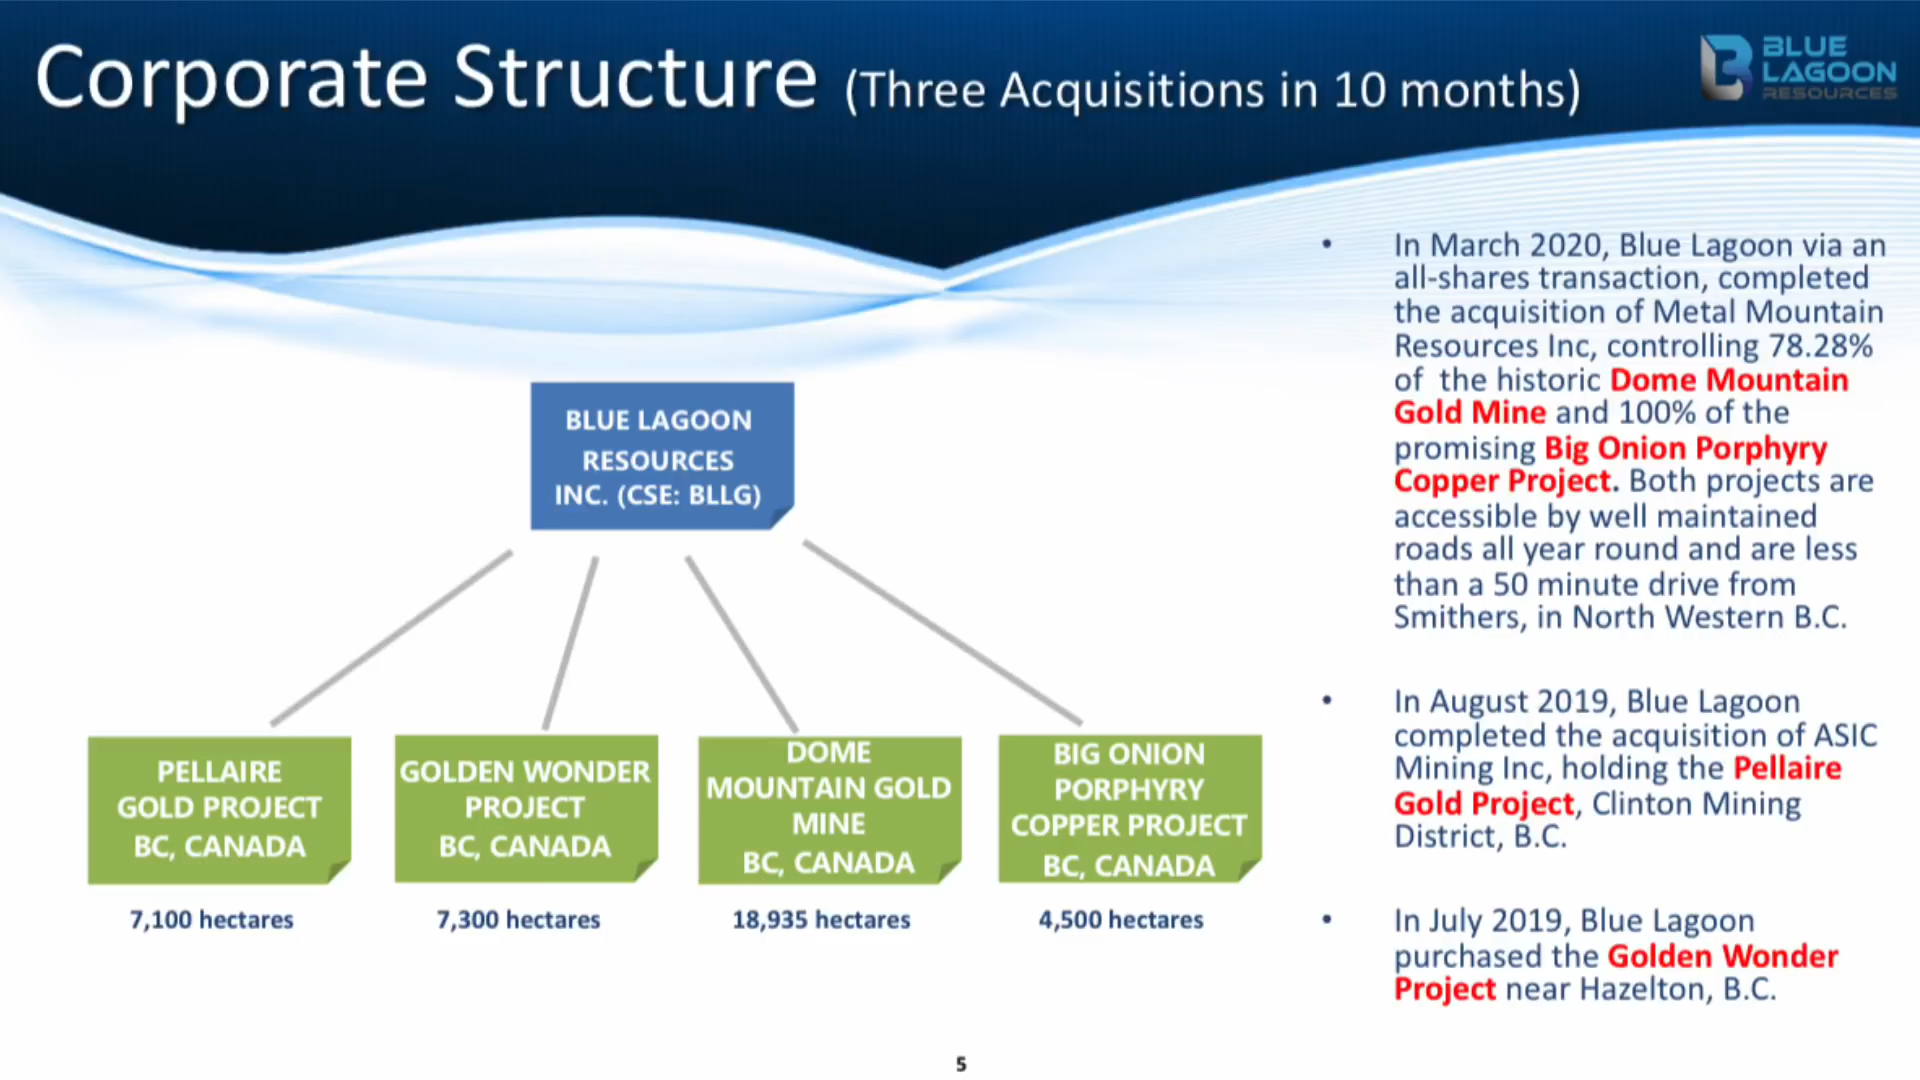 Corporate Structure (Three Acquisitions in 10 months)
BLUE
LAGOON
RESOURCES
BLUE LAGOON
RESOURCES
INC. (CSE: BLLG)
PELLAIRE
GOLD PROJECT
BC, CANADA
7,100 hectares
GOLDEN WONDER
PROJECT
BC, CANADA
7,300 hectares
DOME
MOUNTAIN GOLD
MINE
BC, CANADA
18,935 hectares
BIG ONION
PORPHYRY
COPPER PROJECT
BC, CANADA
4,500 hectares
• In March 2020, Blue Lagoon via an
all-shares transaction, completed
the acquisition of Metal Mountain
Resources Inc, controlling 78.28%
of the historic Dome Mountain
Gold Mine and 100% of the
promising Big Onion Porphyry
Copper Project. Both projects are
accessible by well maintained
roads all year round and are less
than a 50 minute drive from
Smithers, in North Western B.C.
• In August 2019, Blue Lagoon
completed the acquisition of ASIC
Mining Inc, holding the Pellaire
Gold Project, Clinton Mining
District, B.C.
• In July 2019, Blue Lagoon
purchased the Golden Wonder
Project near Hazelton, B.C.
5